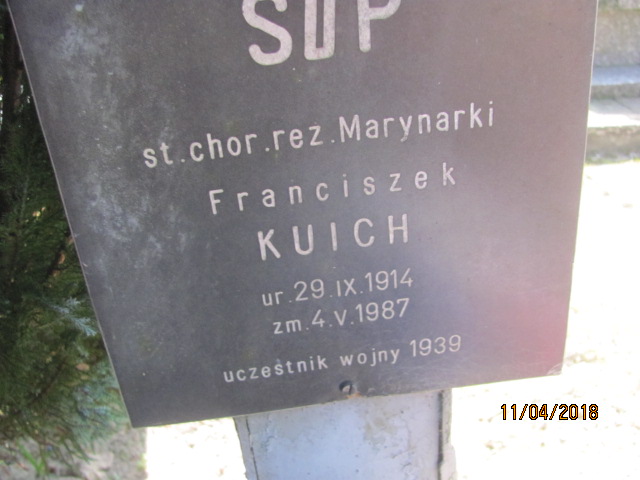 ŚP
st.chor.rez.Marynarki
Franciszek
KUICH
ur.29.IX.1914
zm.4.V.1987
uczestnik wojny 1939
11/04/2018